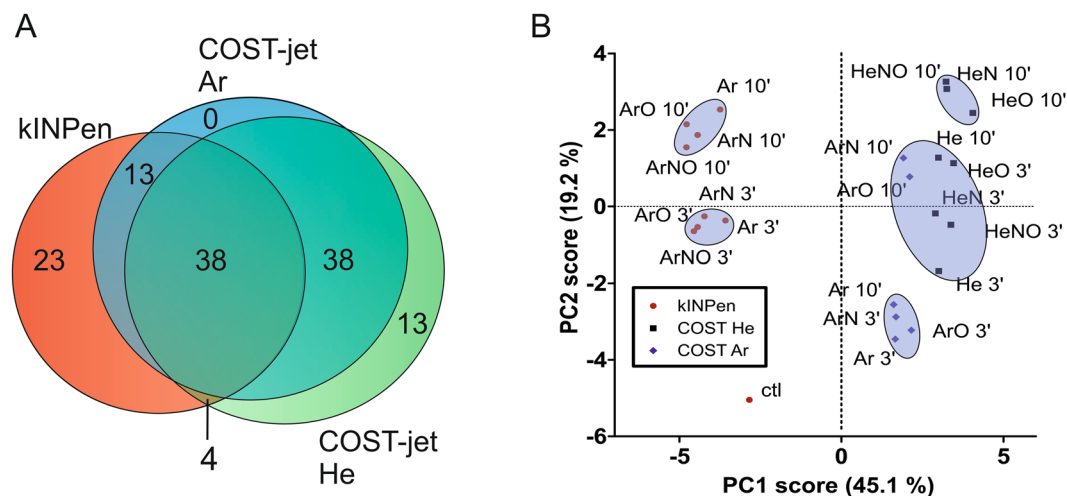 A
COST-jet
Ar
0
kINPen
13
23
38
38
13
4
COST-jet
He
B
PC2 score (19.2 %)
4
2
0
-2
-4
-6
HeNO 10'
HeN 10'
HeO 10'
Ar 10'
ArO 10'
ArN 10'
ArNO 10'
ArN 10'
He 10'
HeO 3'
ArO 10'
HeN 3'
ArN 3'
ArO 3'
Ar 3'
HeNO 3'
ArNO 3'
He 3'
Ar 10'
ArN 3'
ArO 3'
Ar 3'
kINPen
COST He
COST Ar
ctl
-5
0
5
PC1 score (45.1 %)